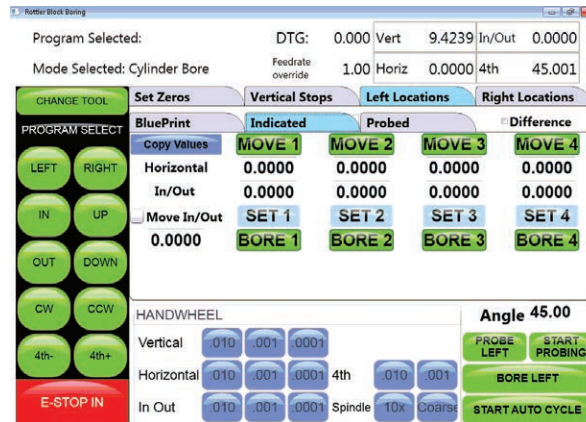 Rottler Block Boring
Program Selected: DTG: 0.000 Vert 9.4239 In/Out 0.0000
Mode Selected: Cylinder Bore Feedrate override 1.00 Horiz 0.0000 4th 45.001
CHANGE TOOL Set Zeros Vertical Stops Left Locations Right Locations
PROGRAM SELECT BluePrint Indicated Probed Difference
Copy Values MOVE 1 MOVE 2 MOVE 3 MOVE 4
LEFT RIGHT Horizontal 0.0000 0.0000 0.0000 0.0000
In/Out 0.0000 0.0000 0.0000 0.0000
IN UP Move In/Out SET 1 SET 2 SET 3 SET 4
0.0000 BORE 1 BORE 2 BORE 3 BORE 4
OUT DOWN
CW CCW HANDWHEEL Angle 45.00
Vertical .010 .001 .0001 PROBE LEFT START PROBING
4th- 4th+ Horizontal .010 .001 .0001 4th .010 .001 BORE LEFT
E-STOP IN In Out .010 .001 .0001 Spindle 10x Coarse START AUTO CYCLE